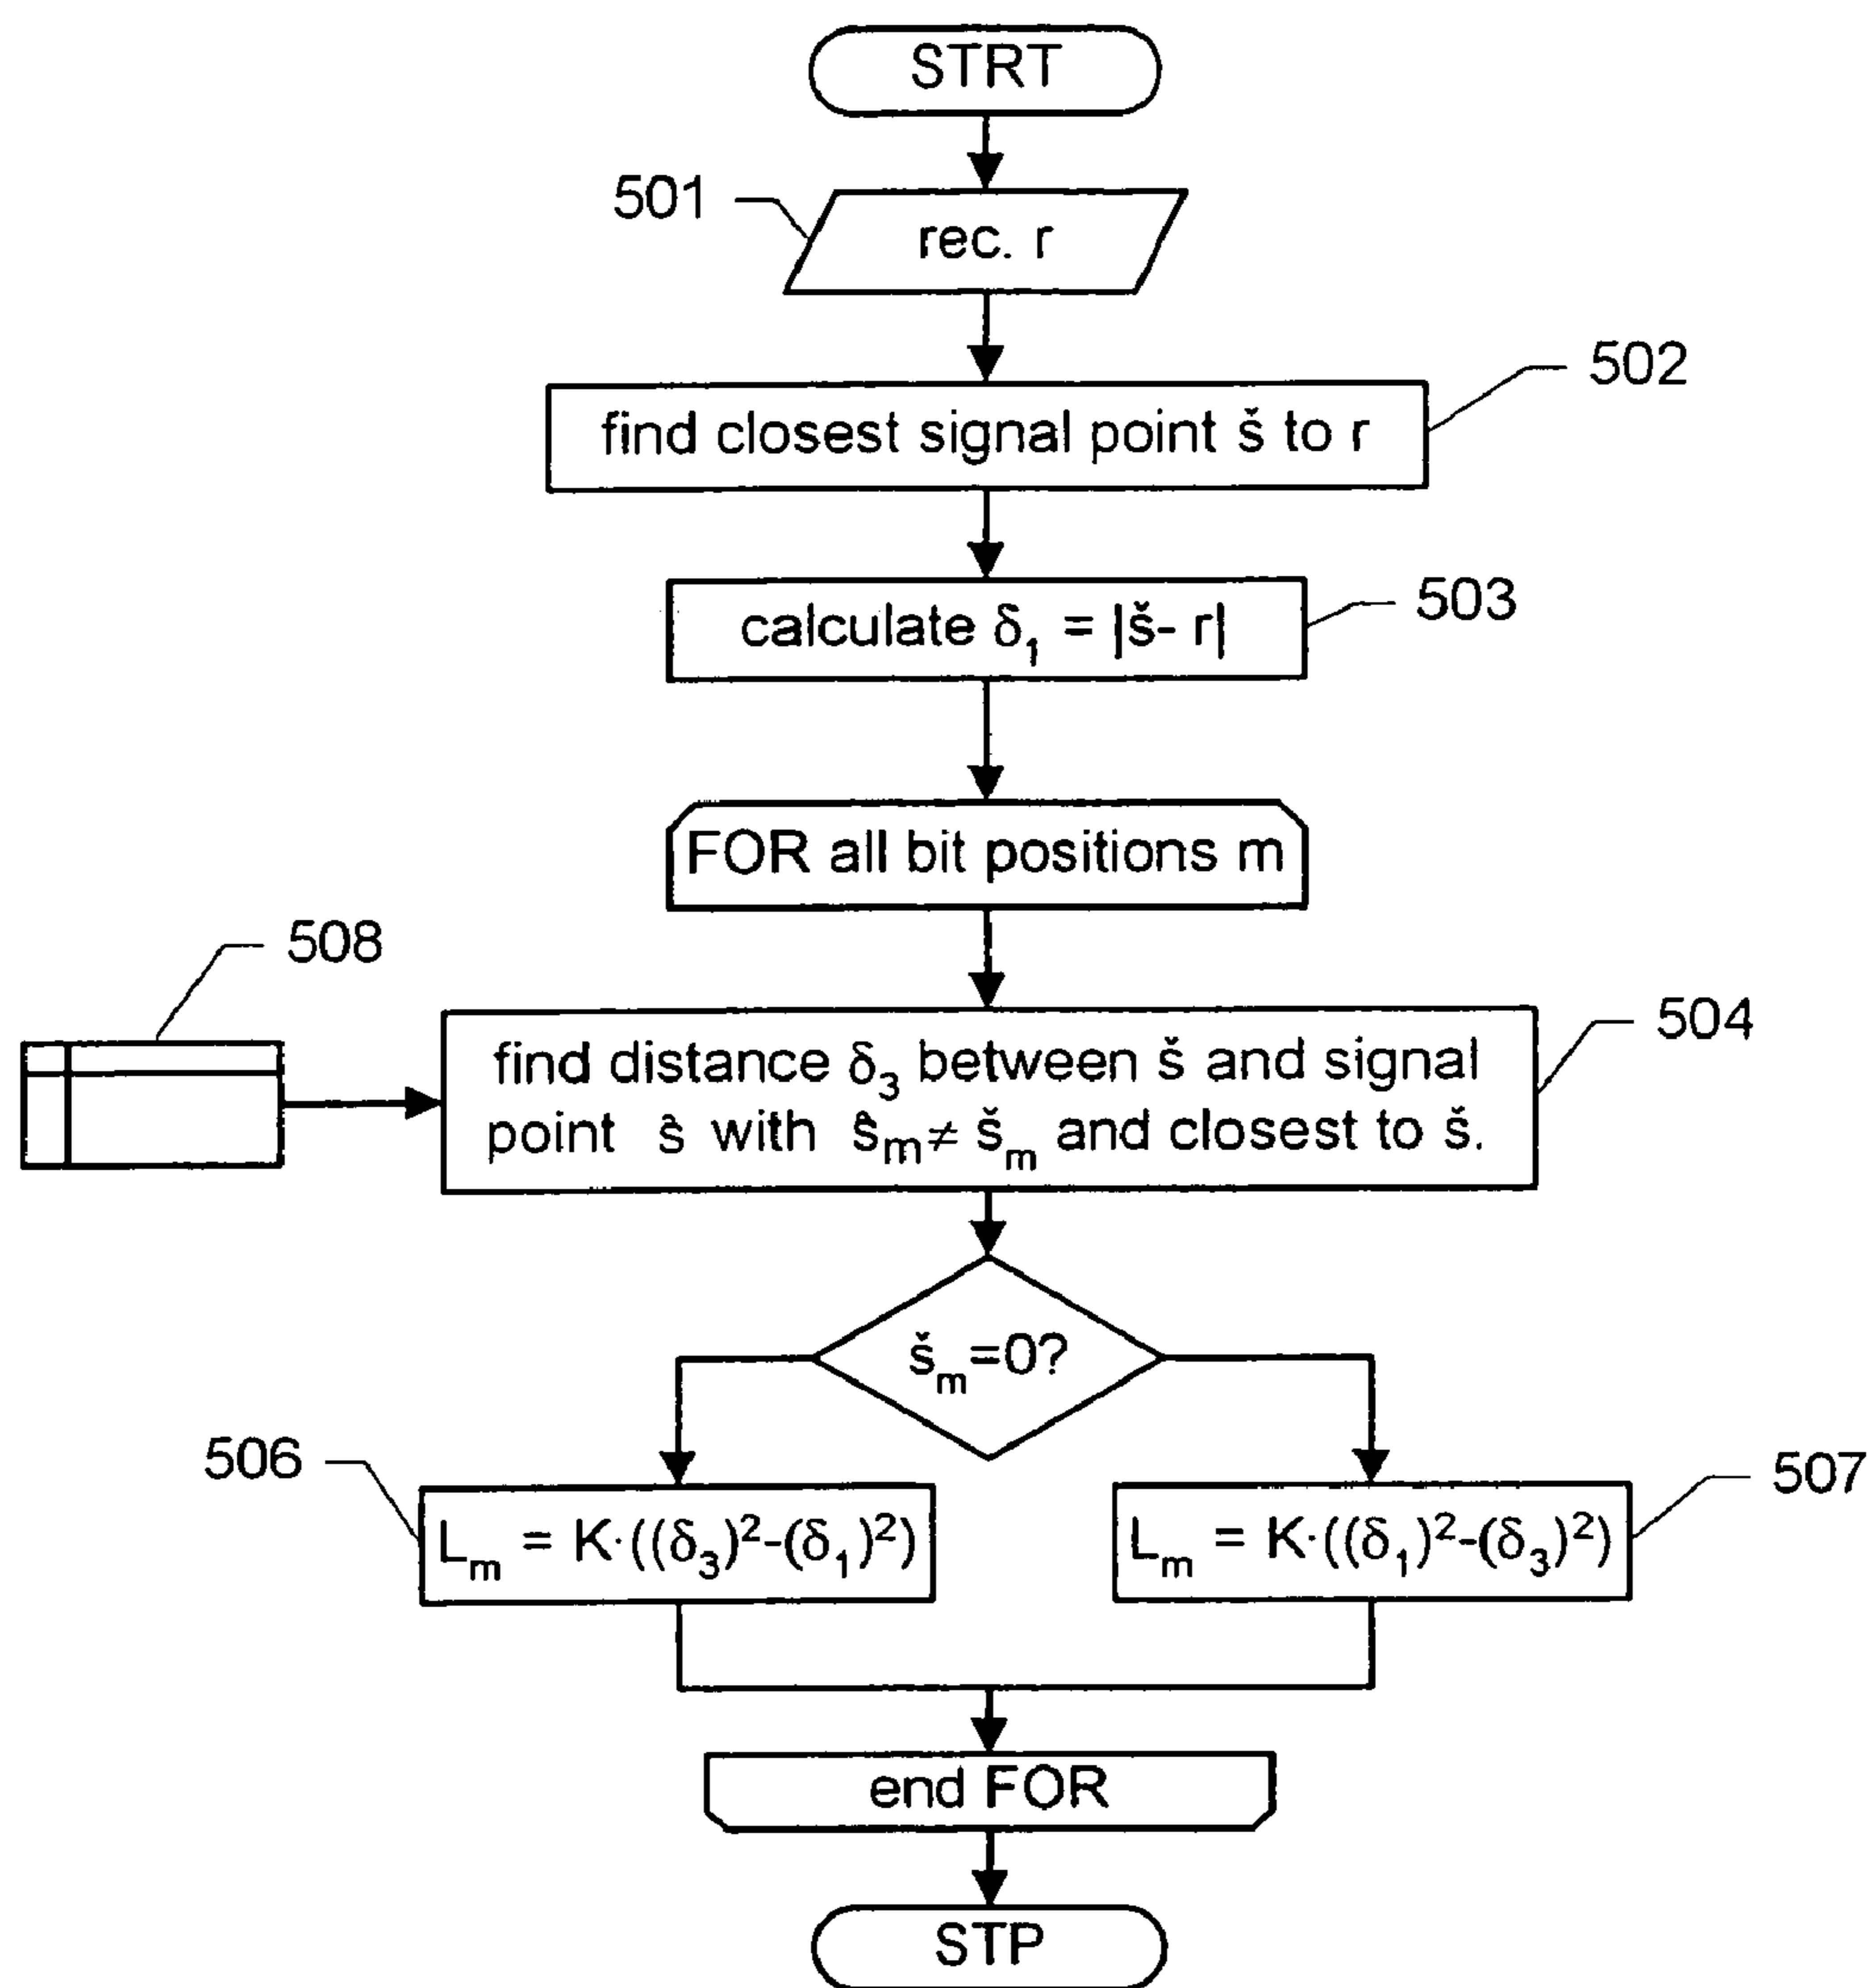 STRT
501
rec. r
502
find closest signal point š to r
503
calculate δ₁ = |š- r|
FOR all bit positions m
508
504
find distance δ₃ between š and signal
point ŝ with ŝₘ≠ šₘ and closest to š.
šₘ=0?
506
Lₘ = K·((δ₃)²-(δ₁)²)
507
Lₘ = K·((δ₁)²-(δ₃)²)
end FOR
STP